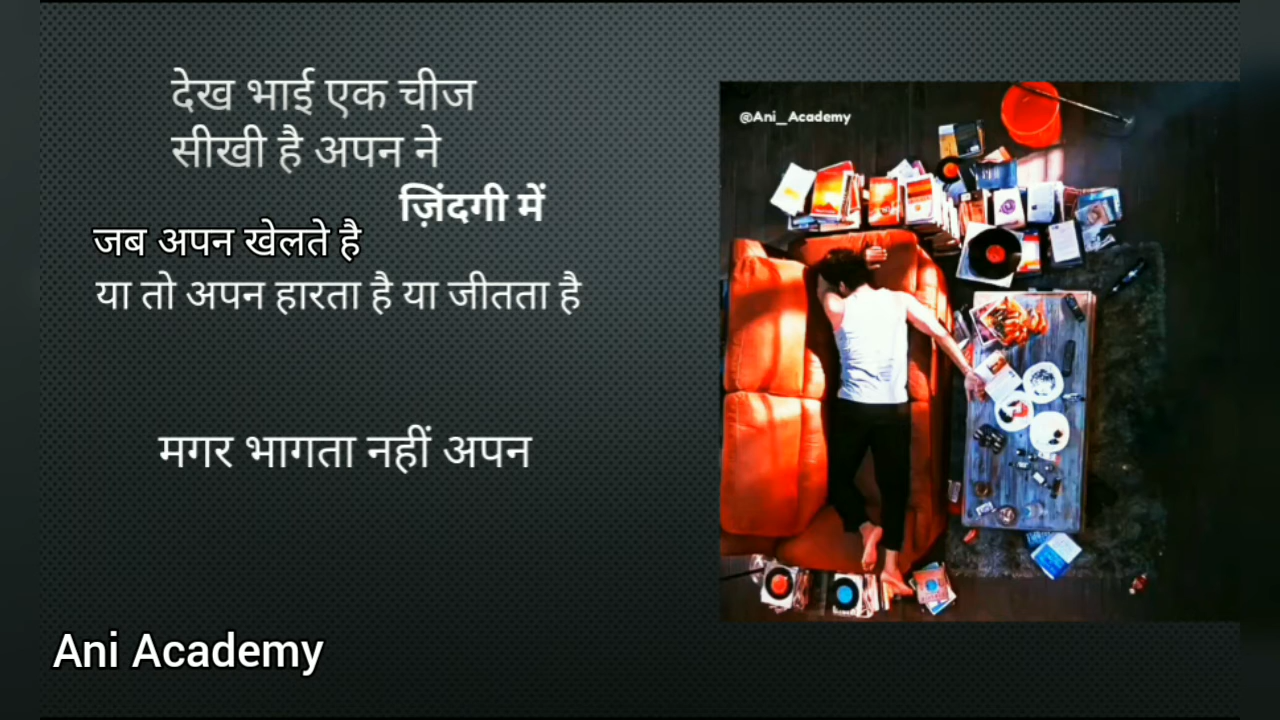 देख भाई एक चीज
सीखी है अपन ने
ज़िंदगी में
जब अपन खेलते है
या तो अपन हारता है या जीतता है
मगर भागता नहीं अपन
Ani Academy
@Ani_Academy